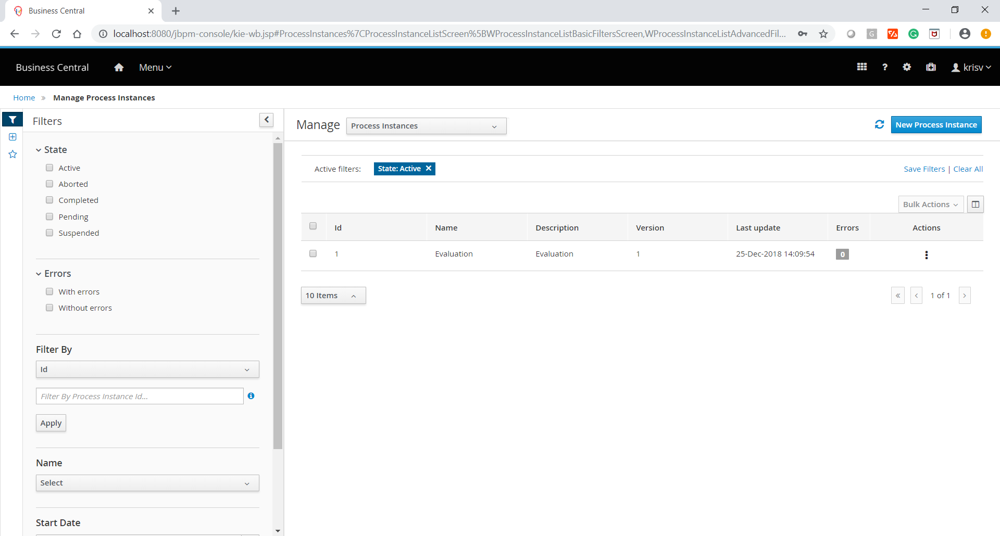 Business Central
localhost:8080/jbpm-console/kie-wb.jsp#ProcessInstances%7CProcessInstanceListScreen%5BWProcessInstanceListBasicFiltersScreen,WProcessInstanceListAdvancedFil...
Business Central
Menu
krisv
Home » Manage Process Instances
Filters
State
Active
Aborted
Completed
Pending
Suspended
Errors
With errors
Without errors
Filter By
Id
Filter By Process Instance Id...
Apply
Name
Select
Start Date
Manage
Process Instances
New Process Instance
Active filters:
State: Active
Save Filters | Clear All
Bulk Actions
Id Name Description Version Last update Errors Actions
1 Evaluation Evaluation 1 25-Dec-2018 14:09:54 0
10 Items
1 of 1